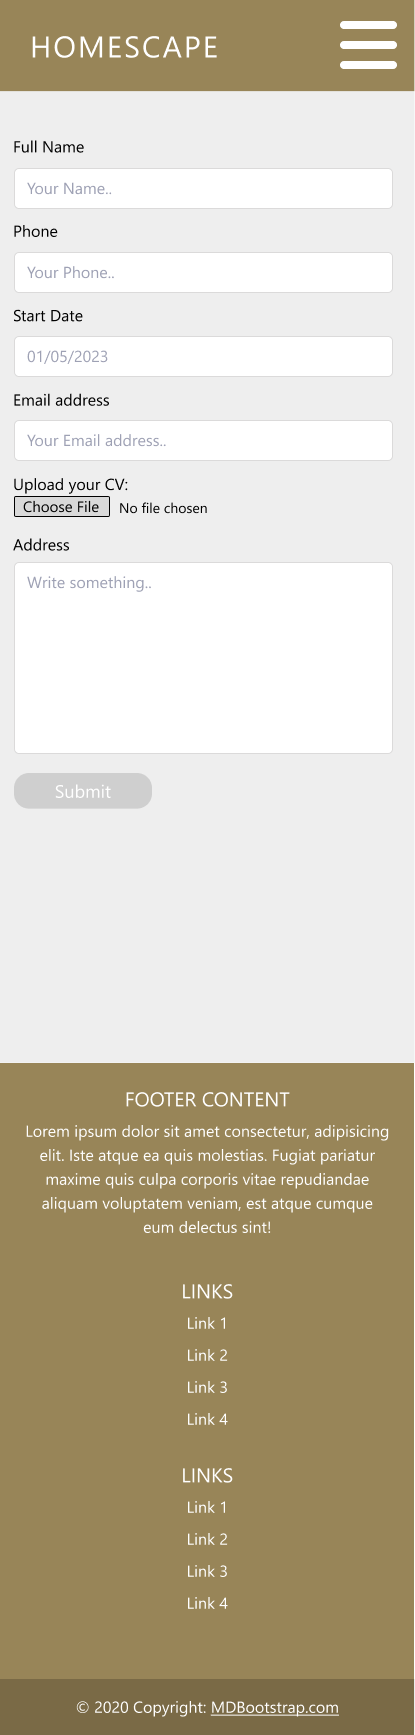 HOMESCAPE
Full Name
Your Name..
Phone
Your Phone..
Start Date
01/05/2023
Email address
Your Email address..
Upload your CV:
Choose File No file chosen
Address
Write something..
Submit
FOOTER CONTENT
Lorem ipsum dolor sit amet consectetur, adipisicing
elit. Iste atque ea quis molestias. Fugiat pariatur
maxime quis culpa corporis vitae repudiandae
aliquam voluptatem veniam, est atque cumque
eum delectus sint!
LINKS
Link 1
Link 2
Link 3
Link 4
LINKS
Link 1
Link 2
Link 3
Link 4
© 2020 Copyright: MDBootstrap.com